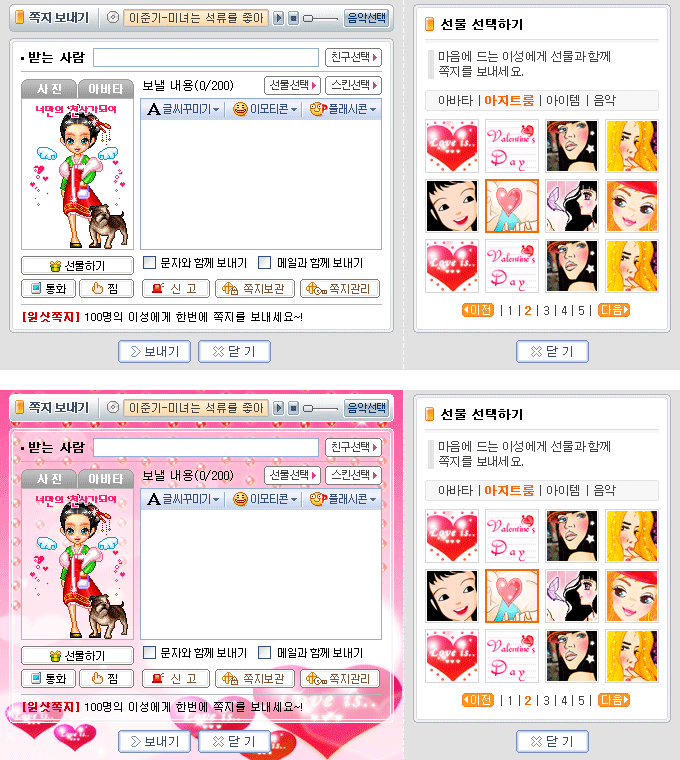 쪽지 보내기 이준기-미녀는 석류를 좋아 음악선택
받는 사람 친구선택
사 진 아바타 보낼 내용(0/200) 선물선택 스킨선택
너만의 천사가되어
글씨꾸미기 이모티콘 플래시콘
선물하기 문자와 함께 보내기 메일과 함께 보내기
통화 찜 신 고 쪽지보관 쪽지관리
[일싯쪽지] 100명의 이성에게 한번에 쪽지를 보내세요~!
보내기 닫 기
선물 선택하기
마음에 드는 이성에게 선물과 함께
쪽지를 보내세요.
아바타 | 아지트룸 | 아이템 | 음악
Love is..
Valentine's
Day
Love is..
Valentine's
Day
이전 | 1 | 2 | 3 | 4 | 5 | 다음
닫 기
쪽지 보내기 이준기-미녀는 석류를 좋아 음악선택
받는 사람 친구선택
사 진 아바타 보낼 내용(0/200) 선물선택 스킨선택
너만의 천사가되어
글씨꾸미기 이모티콘 플래시콘
선물하기 문자와 함께 보내기 메일과 함께 보내기
통화 찜 신 고 쪽지보관 쪽지관리
[일싯쪽지] 100명의 이성에게 한번에 쪽지를 보내세요~!
Love is..
Love is..
Love is..
Love is..
보내기 닫 기
선물 선택하기
마음에 드는 이성에게 선물과 함께
쪽지를 보내세요.
아바타 | 아지트룸 | 아이템 | 음악
Love is..
Valentine's
Day
Love is..
Valentine's
Day
이전 | 1 | 2 | 3 | 4 | 5 | 다음
닫 기